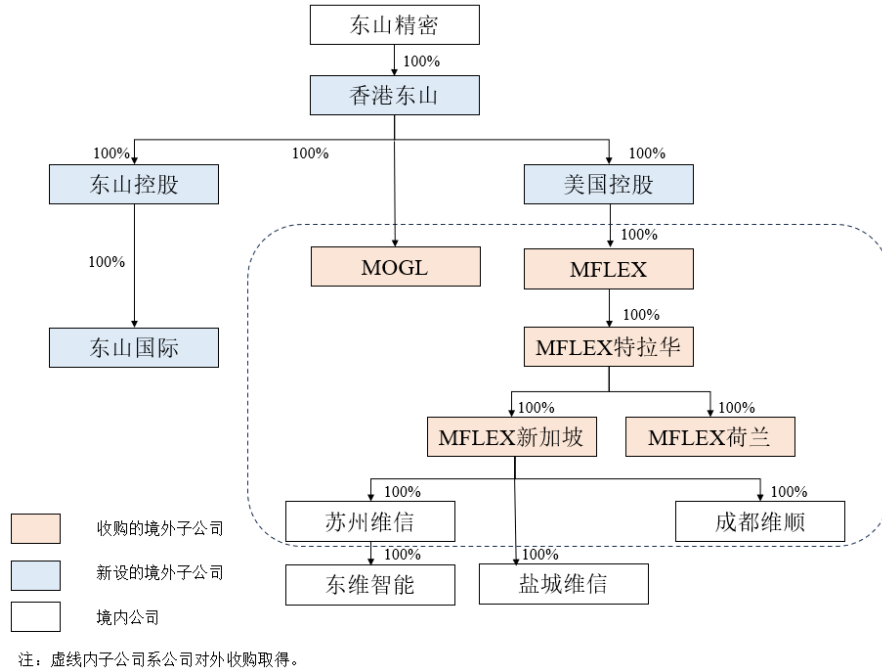 东山精密
100%
香港东山
100%
100%
100%
东山控股
美国控股
100%
100%
MOGL
MFLEX
100%
东山国际
MFLEX特拉华
100%
100%
MFLEX新加坡
MFLEX荷兰
100%
100%
苏州维信
成都维顺
收购的境外子公司
100%
100%
东维智能
盐城维信
新设的境外子公司
境内公司
注：虚线内子公司系公司对外收购取得。